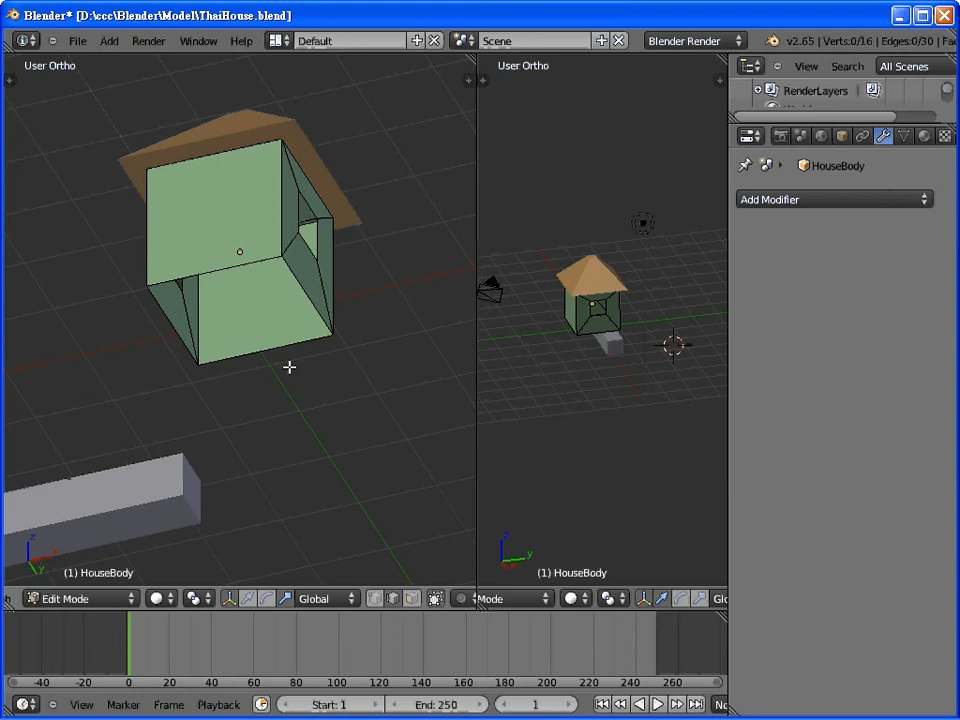 Blender* [D:\ccc\Blender\Model\ThaiHouse.blend]
File Add Render Window Help Default Scene Blender Render v2.65 | Verts:0/16 | Edges:0/30 | Fac
User Ortho User Ortho View Search All Scenes
RenderLayers
HouseBody
Add Modifier
z x y z y
(1) HouseBody (1) HouseBody
Edit Mode Global Mode Glo
-40 -20 0 20 40 60 80 100 120 140 160 180 200 220 240 260
View Marker Frame Playback Start: 1 End: 250 1 No